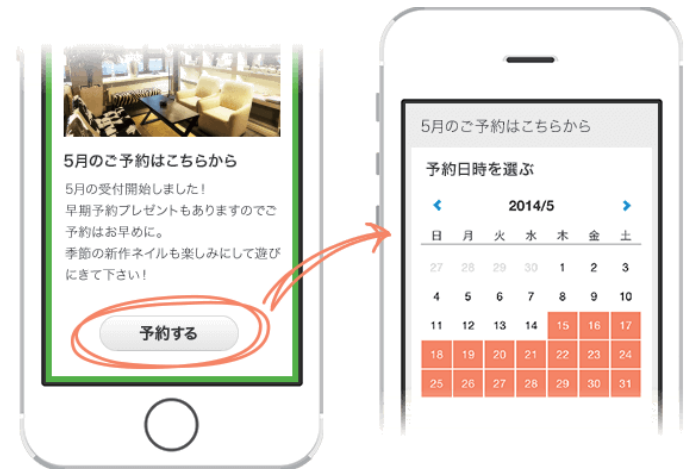 5月のご予約はこちらから
5月の受付開始しました!
早期予約プレゼントもありますのでご
予約はお早めに。
季節の新作ネイルも楽しみにして遊び
にきて下さい!
予約する
5月のご予約はこちらから
予約日時を選ぶ
2014/5
日 月 火 水 木 金 土
27 28 29 30 1 2 3
4 5 6 7 8 9 10
11 12 13 14 15 16 17
18 19 20 21 22 23 24
25 26 27 28 29 30 31